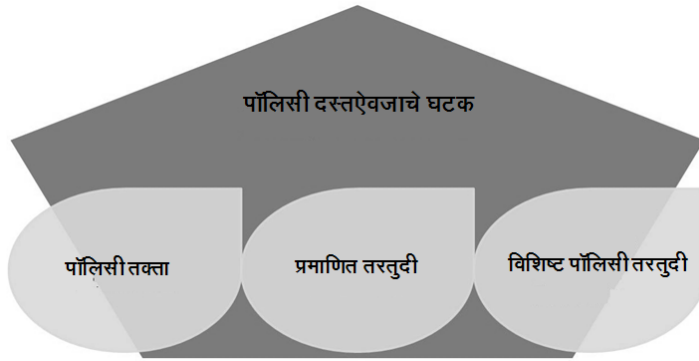 पॉलिसी दस्तऐवजाचे घटक
पॉलिसी तक्ता
प्रमाणित तरतुदी
विशिष्ट पॉलिसी तरतुदी